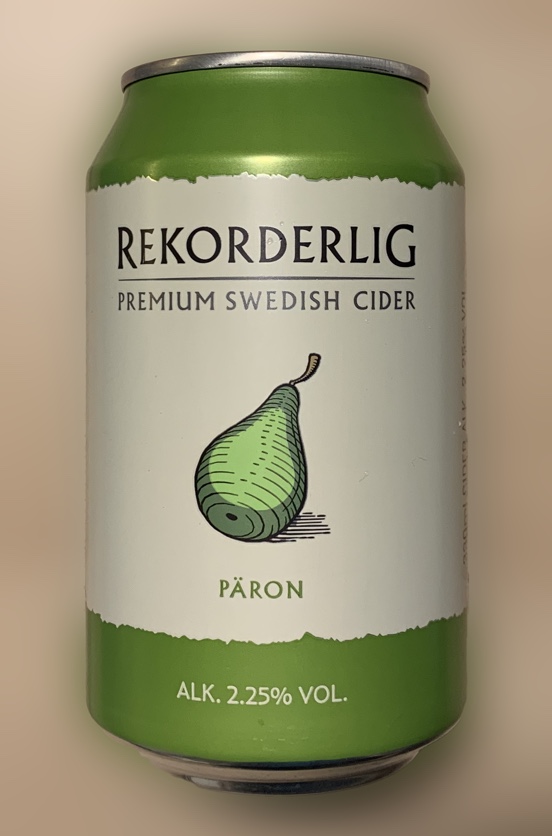 REKORDERLIG
PREMIUM SWEDISH CIDER
PÄRON
ALK. 2.25% VOL.